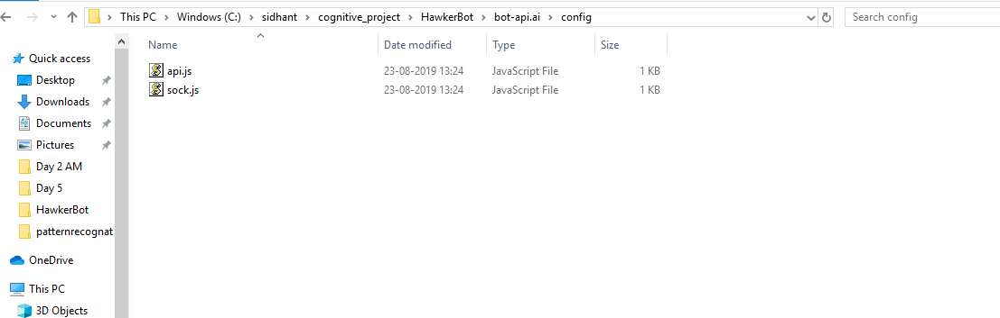 This PC > Windows (C:) > sidhant > cognitive_project > HawkerBot > bot-api.ai > config
Search config
Quick access
Desktop
Downloads
Documents
Pictures
Day 2 AM
Day 5
HawkerBot
patternrecognat
OneDrive
This PC
3D Objects
Name Date modified Type Size
api.js 23-08-2019 13:24 JavaScript File 1 KB
sock.js 23-08-2019 13:24 JavaScript File 1 KB